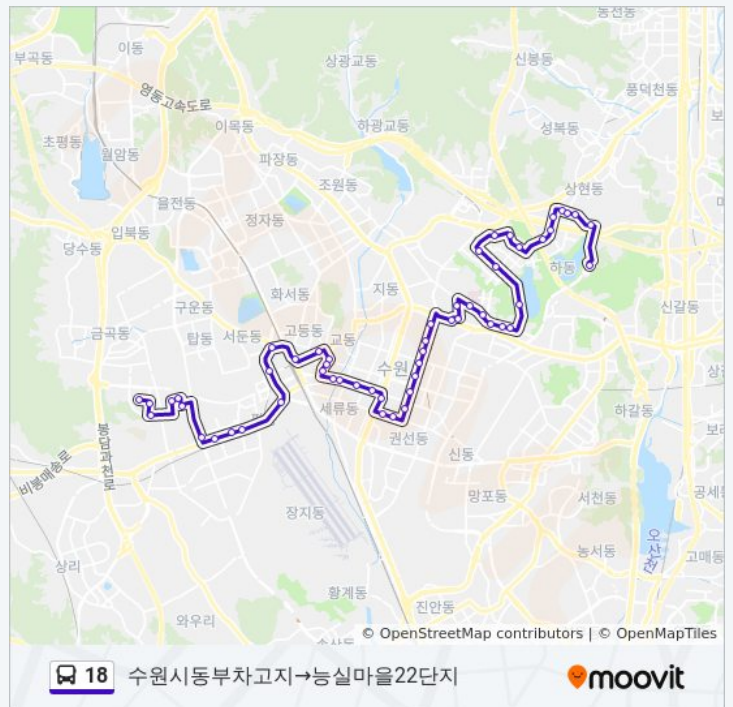 동천동
이동
부곡동
상광교동
신봉동
풍덕천동
영동고속도로
이목동
하광교동
성복동
초평동
월암동
파장동
조원동
상현동
율전동
정자동
입북동
당수동
하동
지동
화서동
구운동
신갈동
금곡동
탑동
서둔동
고등동
교동
수원
세류동
권선동
하갈동
봉담과천로
신동
비봉매송로
망포동
서천동
장지동
오산천
농서동
고매동
상리
황계동
와우리
진안동
© OpenStreetMap contributors | © OpenMapTiles
18 수원시동부차고지→능실마을22단지
moovit